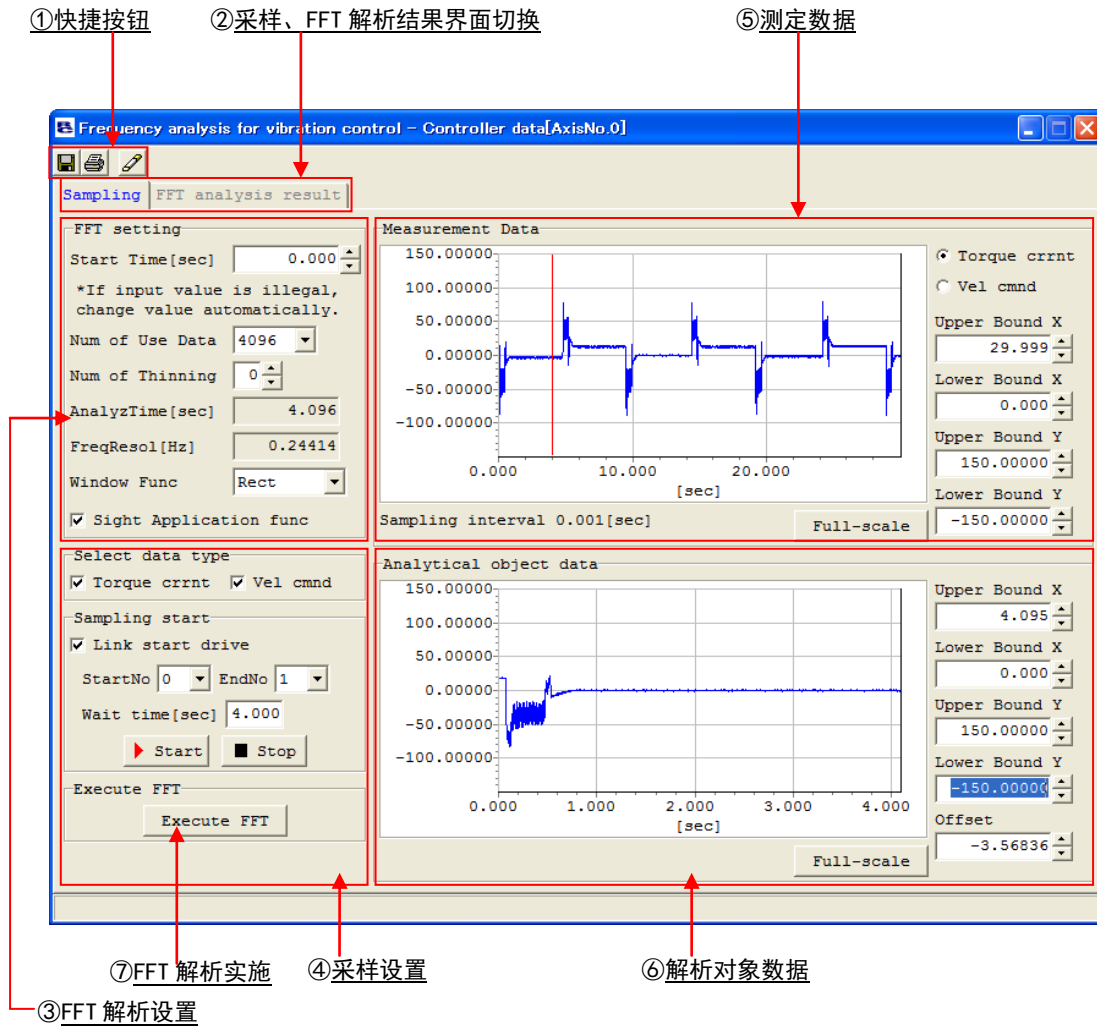 ①快捷按钮
②采样、FFT 解析结果界面切换
⑤测定数据
Frequency analysis for vibration control - Controller data[AxisNo.0]
Sampling
FFT analysis result
FFT setting
Start Time[sec] 0.000
*If input value is illegal,
change value automatically.
Num of Use Data 4096
Num of Thinning 0
AnalyzTime[sec] 4.096
FreqResol[Hz] 0.24414
Window Func Rect
Sight Application func
Select data type
Torque crrnt Vel cmnd
Sampling start
Link start drive
StartNo 0 EndNo 1
Wait time[sec] 4.000
Start Stop
Execute FFT
Execute FFT
Measurement Data
150.00000
100.00000
50.00000
0.00000
-50.00000
-100.00000
0.000 10.000 20.000
[sec]
Sampling interval 0.001[sec]
Full-scale
Torque crrnt
Vel cmnd
Upper Bound X
29.999
Lower Bound X
0.000
Upper Bound Y
150.00000
Lower Bound Y
-150.00000
Analytical object data
150.00000
100.00000
50.00000
0.00000
-50.00000
-100.00000
0.000 1.000 2.000 3.000 4.000
[sec]
Full-scale
Upper Bound X
4.095
Lower Bound X
0.000
Upper Bound Y
150.00000
Lower Bound Y
-150.00000
Offset
-3.56836
⑦FFT 解析实施
④采样设置
⑥解析对象数据
③FFT 解析设置